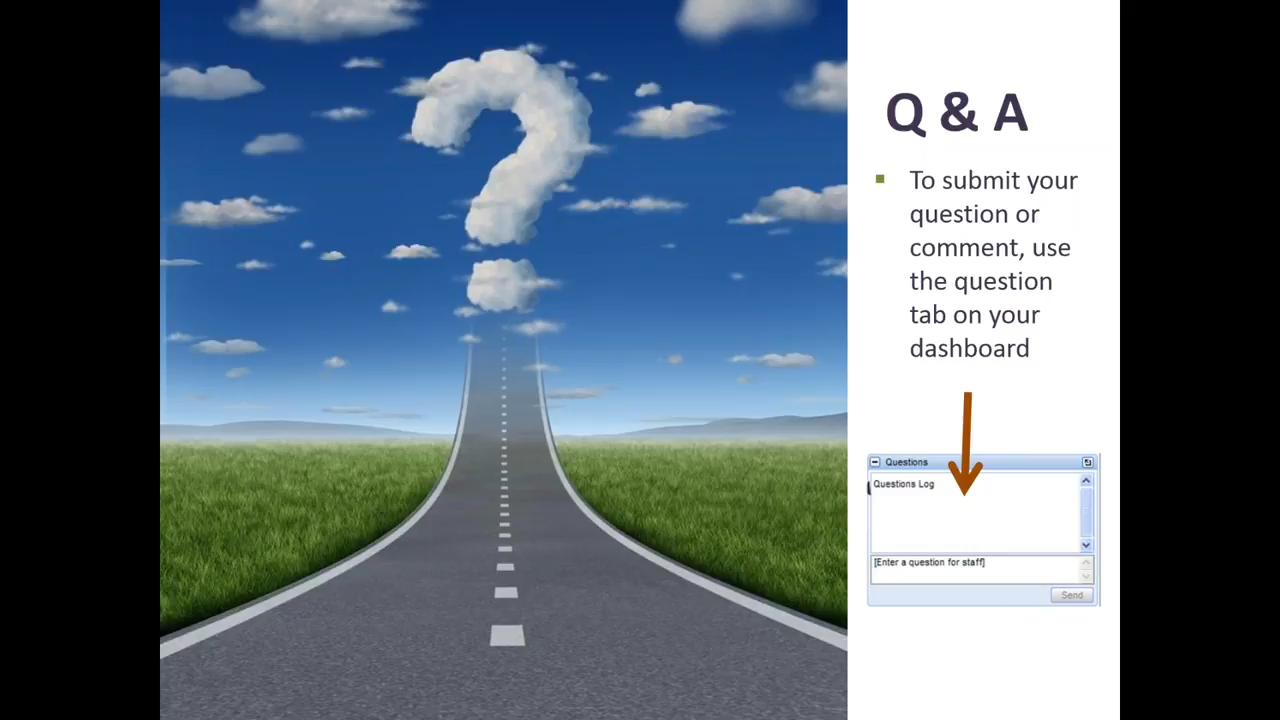 Q & A
To submit your
question or
comment, use
the question
tab on your
dashboard
Questions
Questions Log
[Enter a question for staff]
Send